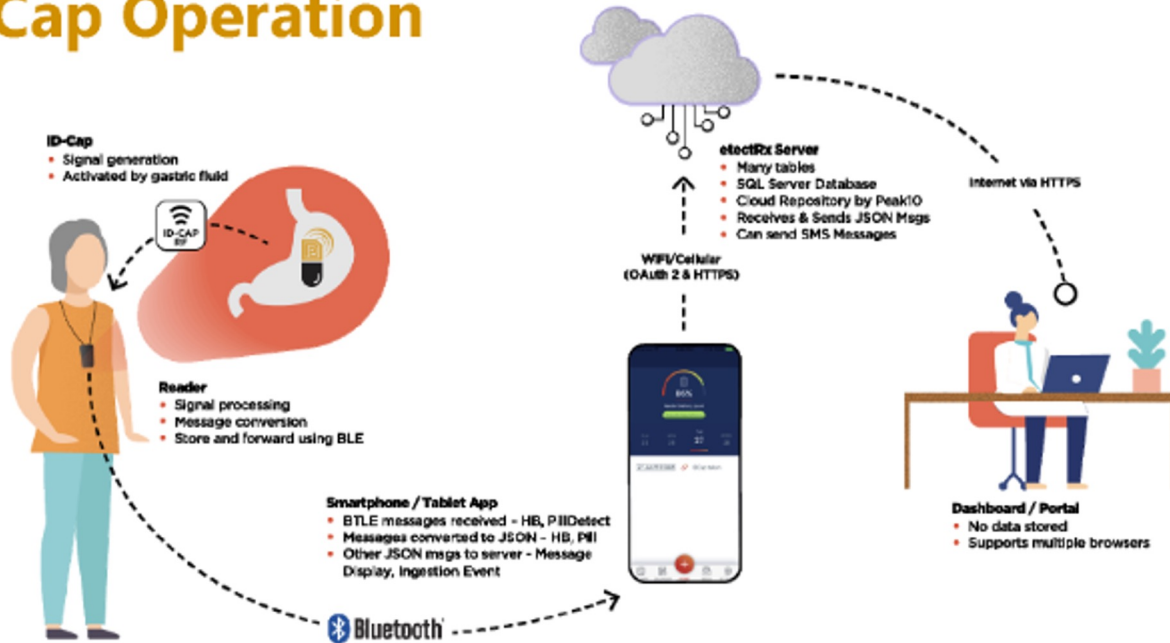 Cap Operation
ID-Cap
• Signal generation
• Activated by gastric fluid
ID-CAP
RF
Reader
• Signal processing
• Message conversion
• Store and forward using BLE
Smartphone / Tablet App
• BTLE messages received - HB, PillDetect
• Messages converted to JSON - HB, Pill
• Other JSON msgs to server - Message
Display, Ingestion Event
Bluetooth
WIFI/Cellular
(OAuth 2 & HTTPS)
86%
27
etectRx Server
• Many tables
• SQL Server Database
• Cloud Repository by Peak10
• Receives & Sends JSON Msgs
• Can send SMS Messages
Internet via HTTPS
Dashboard / Portal
• No data stored
• Supports multiple browsers